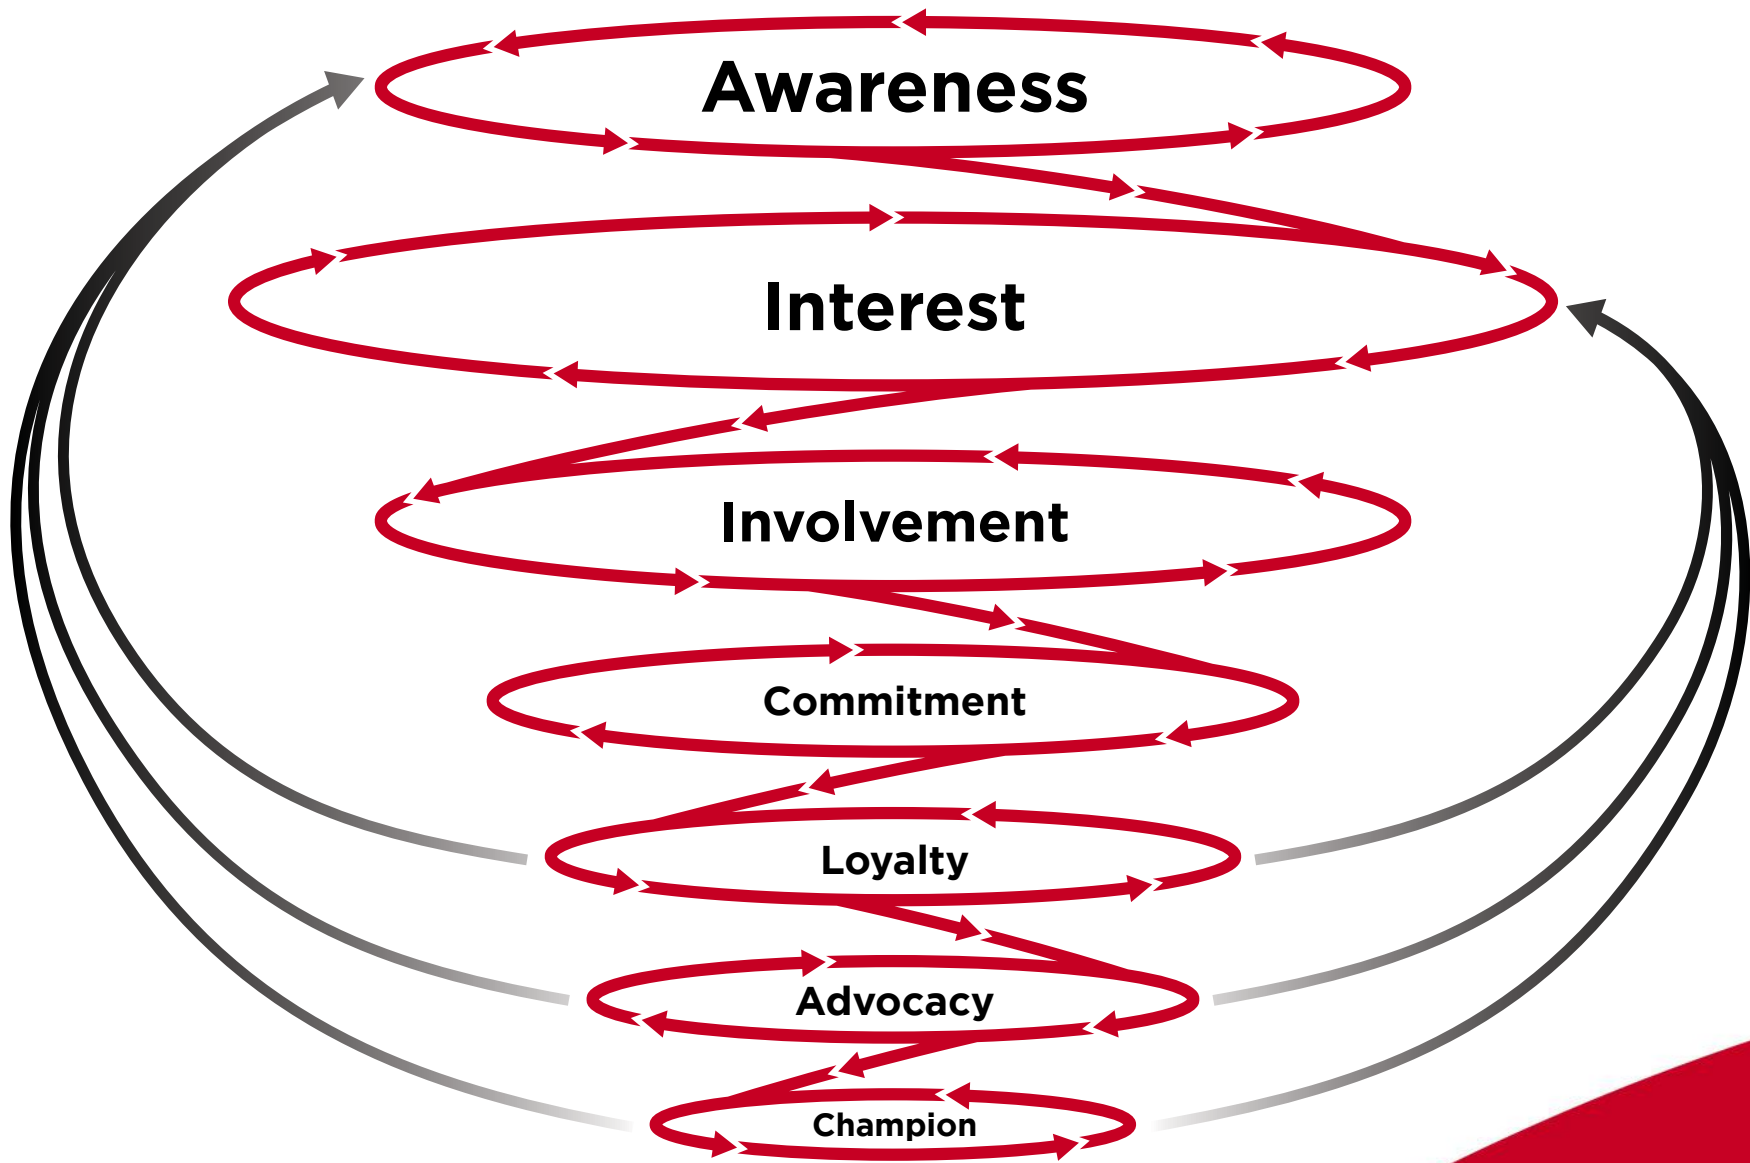 Awareness
Interest
Involvement
Commitment
Loyalty
Advocacy
Champion